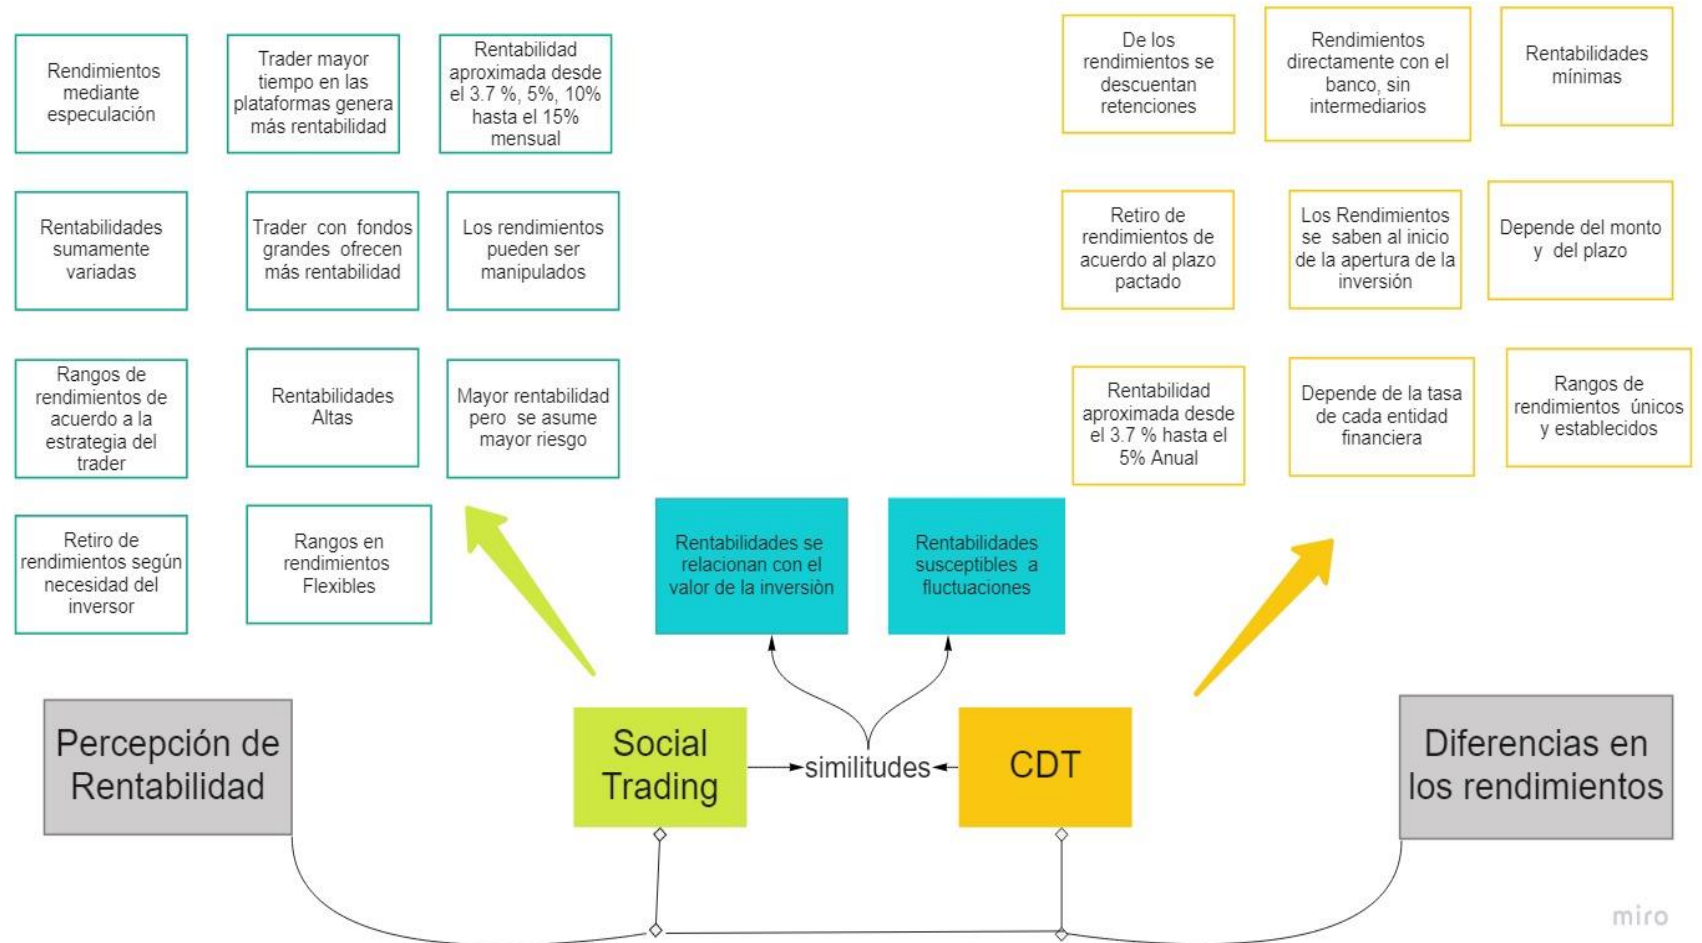 Rendimientos
mediante
especulación
Trader mayor
tiempo en las
plataformas genera
más rentabilidad
Rentabilidad
aproximada desde
el 3.7 %, 5%, 10%
hasta el 15%
mensual
De los
rendimientos se
descuentan
retenciones
Rendimientos
directamente con el
banco, sin
intermediarios
Rentabilidades
mínimas
Rentabilidades
sumamente
variadas
Trader con fondos
grandes ofrecen
más rentabilidad
Los rendimientos
pueden ser
manipulados
Retiro de
rendimientos de
acuerdo al plazo
pactado
Los Rendimientos
se saben al inicio
de la apertura de la
inversión
Depende del monto
y del plazo
Rangos de
rendimientos de
acuerdo a la
estrategia del
trader
Rentabilidades
Altas
Mayor rentabilidad
pero se asume
mayor riesgo
Rentabilidad
aproximada desde
el 3.7 % hasta el
5% Anual
Depende de la tasa
de cada entidad
financiera
Rangos de
rendimientos únicos
y establecidos
Retiro de
rendimientos según
necesidad del
inversor
Rangos en
rendimientos
Flexibles
Rentabilidades se
relacionan con el
valor de la inversiòn
Rentabilidades
susceptibles a
fluctuaciones
Percepción de
Rentabilidad
Social
Trading
similitudes
CDT
Diferencias en
los rendimientos
miro